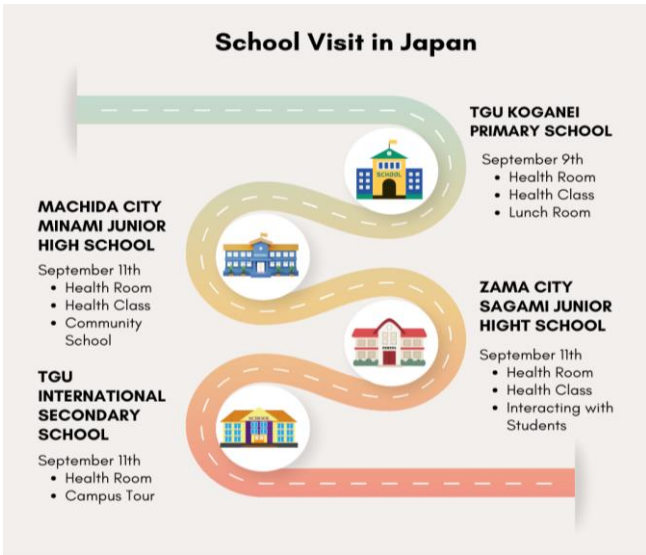 School Visit in Japan
TGU KOGANEI
PRIMARY SCHOOL
September 9th
• Health Room
• Health Class
• Lunch Room
SCHOOL
MACHIDA CITY
MINAMI JUNIOR
HIGH SCHOOL
September 11th
• Health Room
• Health Class
• Community
School
ZAMA CITY
SAGAMI JUNIOR
HIGHT SCHOOL
September 11th
• Health Room
• Health Class
• Interacting with
Students
TGU
INTERNATIONAL
SECONDARY
SCHOOL
September 11th
• Health Room
• Campus Tour
SCHOOL